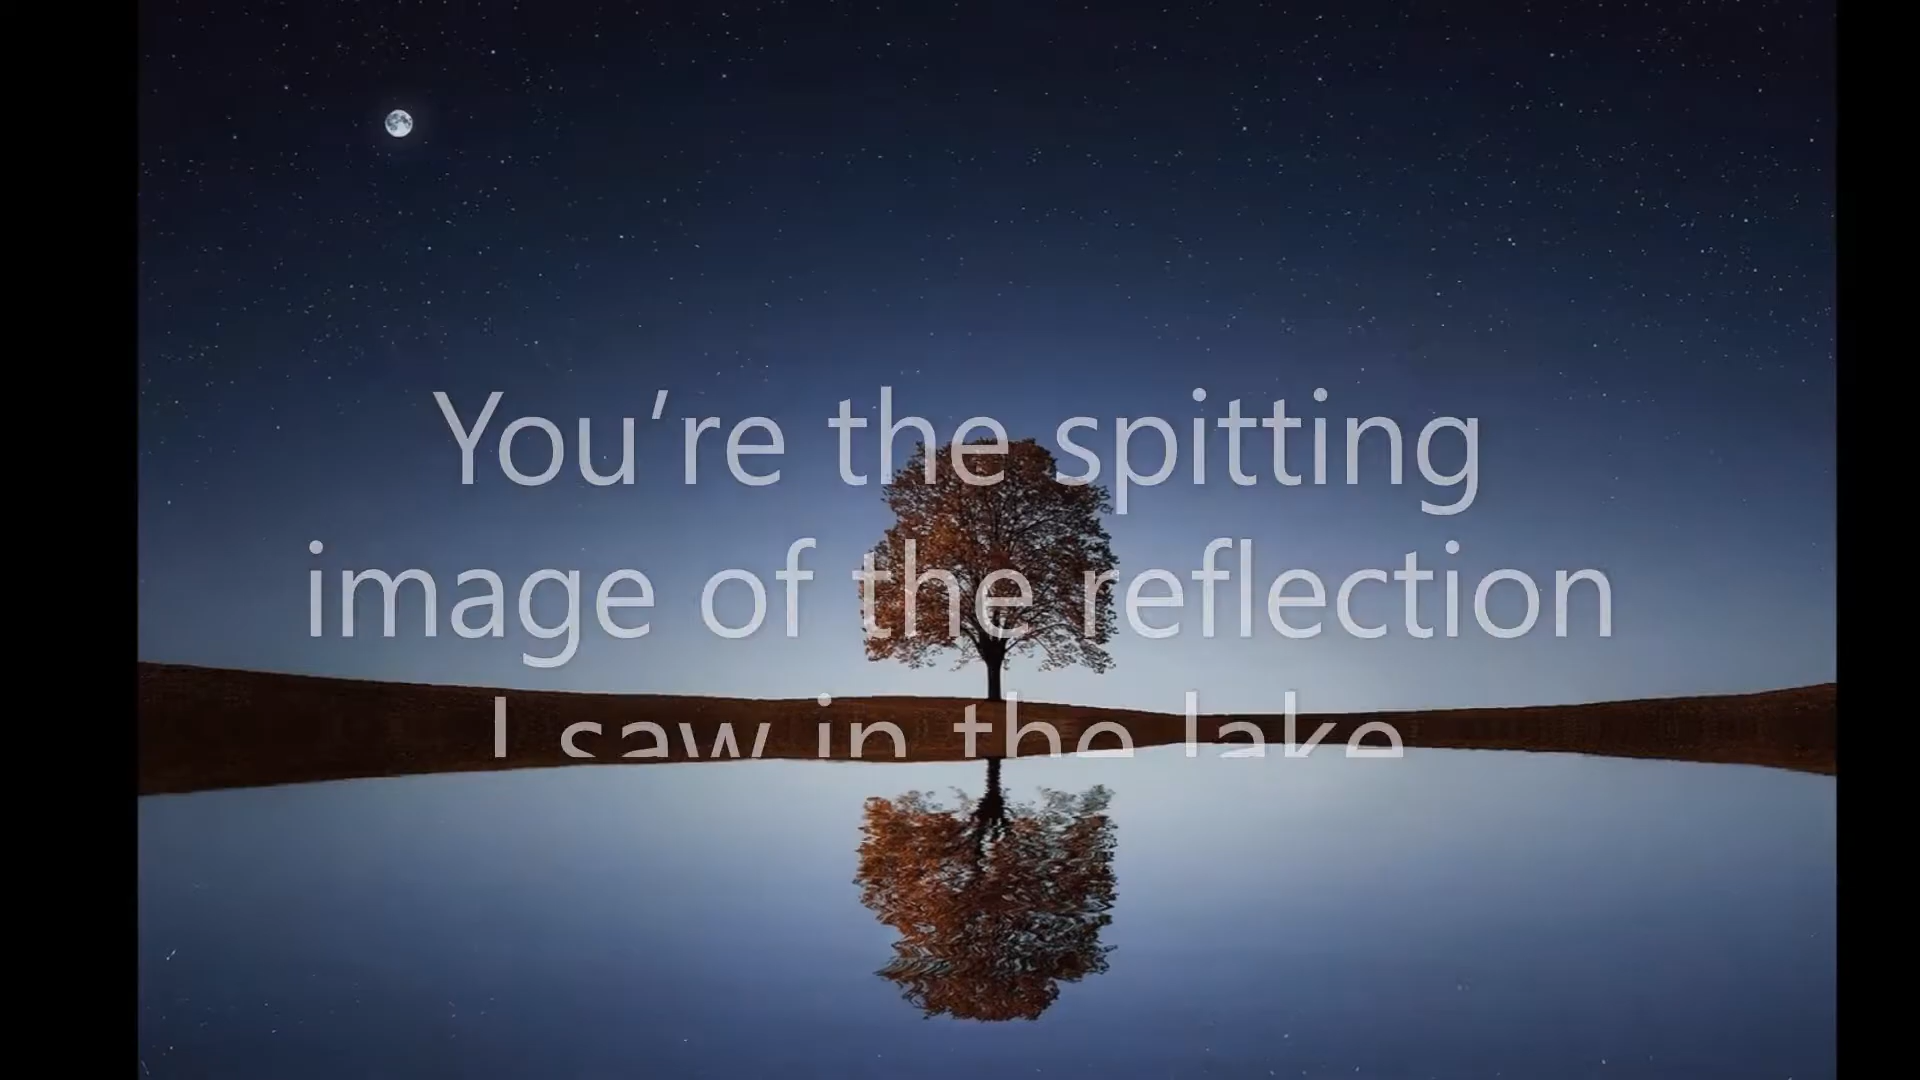 You’re the spitting
image of the reflection
I saw in the lake